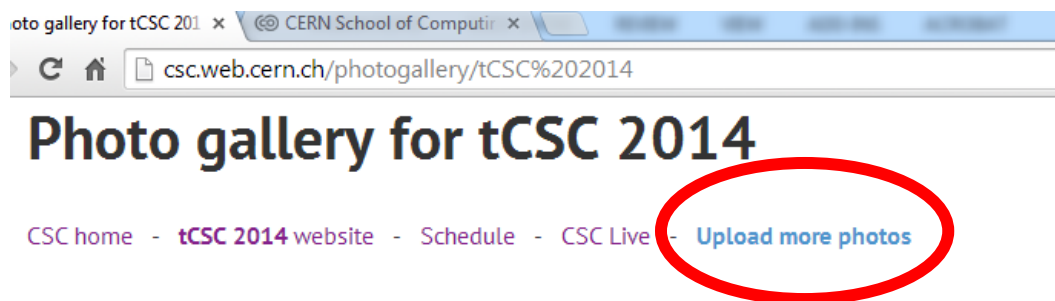 oto gallery for tCSC 201 × CERN School of Computin ×
csc.web.cern.ch/photogallery/tCSC%202014
Photo gallery for tCSC 2014
CSC home - tCSC 2014 website - Schedule - CSC Live - Upload more photos